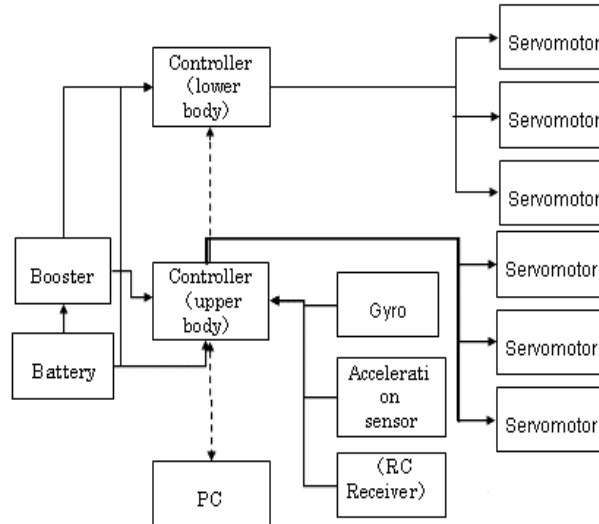 Servomotor
Controller
(lower
body)
Servomotor
Servomotor
Booster
Controller
(upper
body)
Servomotor
Gyro
Battery
Servomotor
Accelerati
on
sensor
Servomotor
PC
(RC
Receiver)